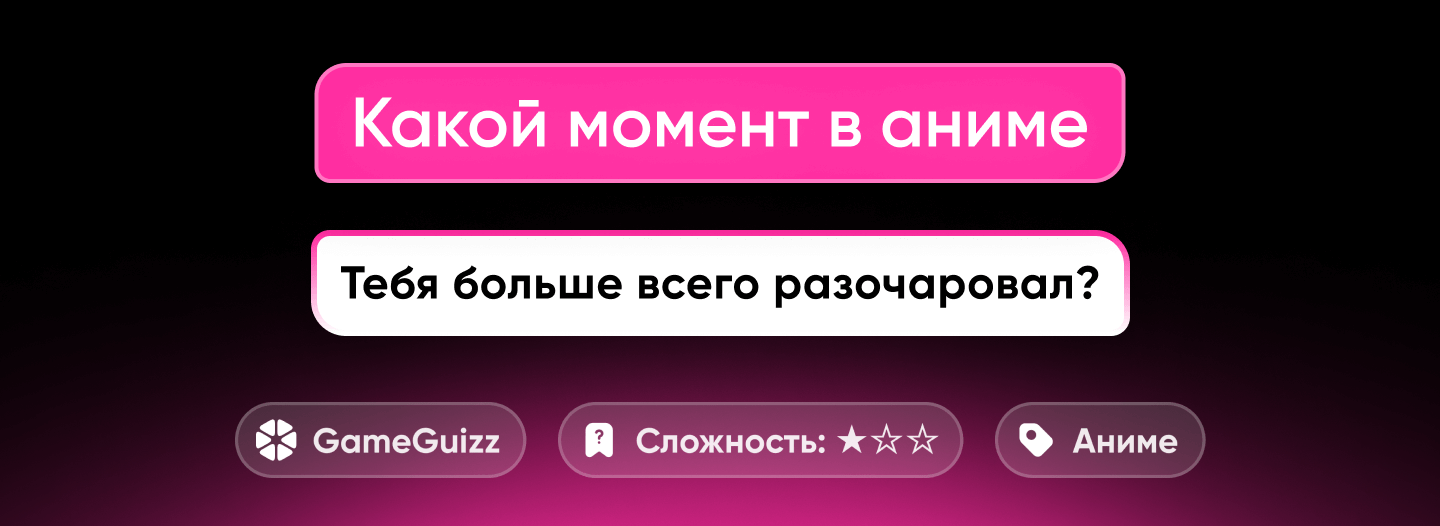 Какой момент в аниме
Тебя больше всего разочаровал?
GameGuizz
Сложность: ★☆☆
Аниме